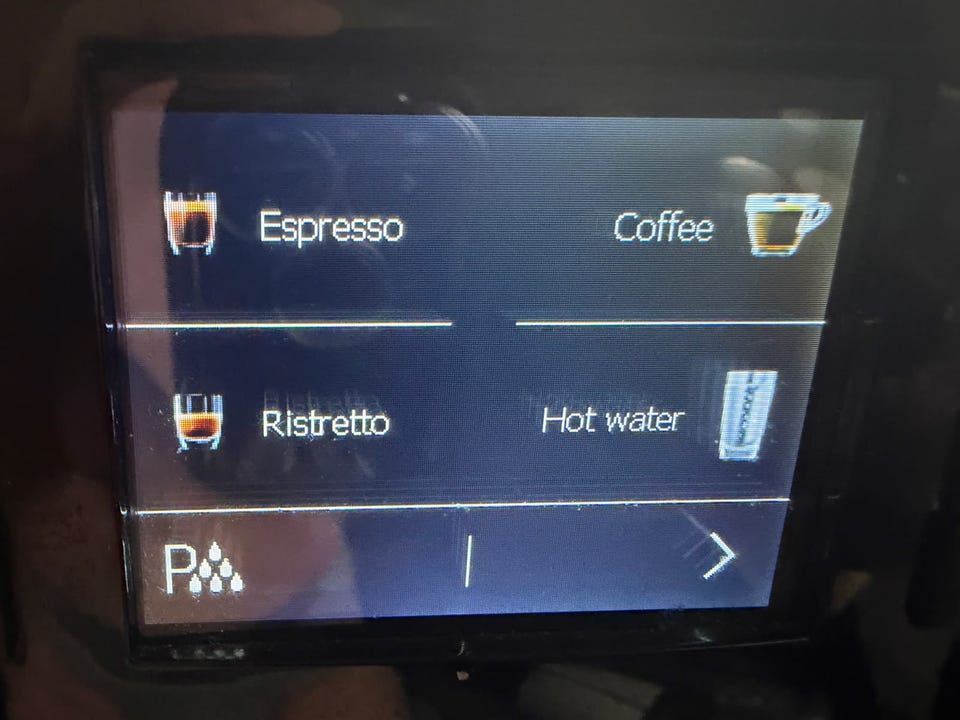 Espresso
Coffee
Ristretto
Hot water
P